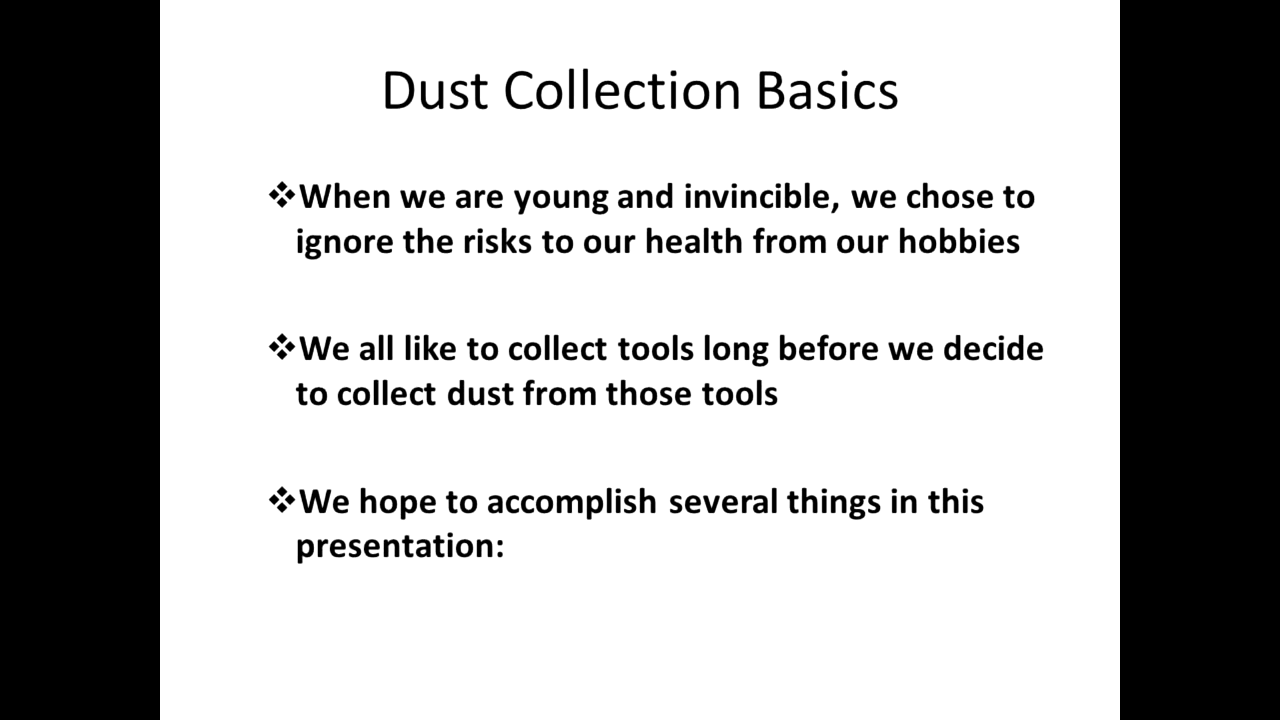 Dust Collection Basics
❖When we are young and invincible, we chose to
ignore the risks to our health from our hobbies
❖We all like to collect tools long before we decide
to collect dust from those tools
❖We hope to accomplish several things in this
presentation: